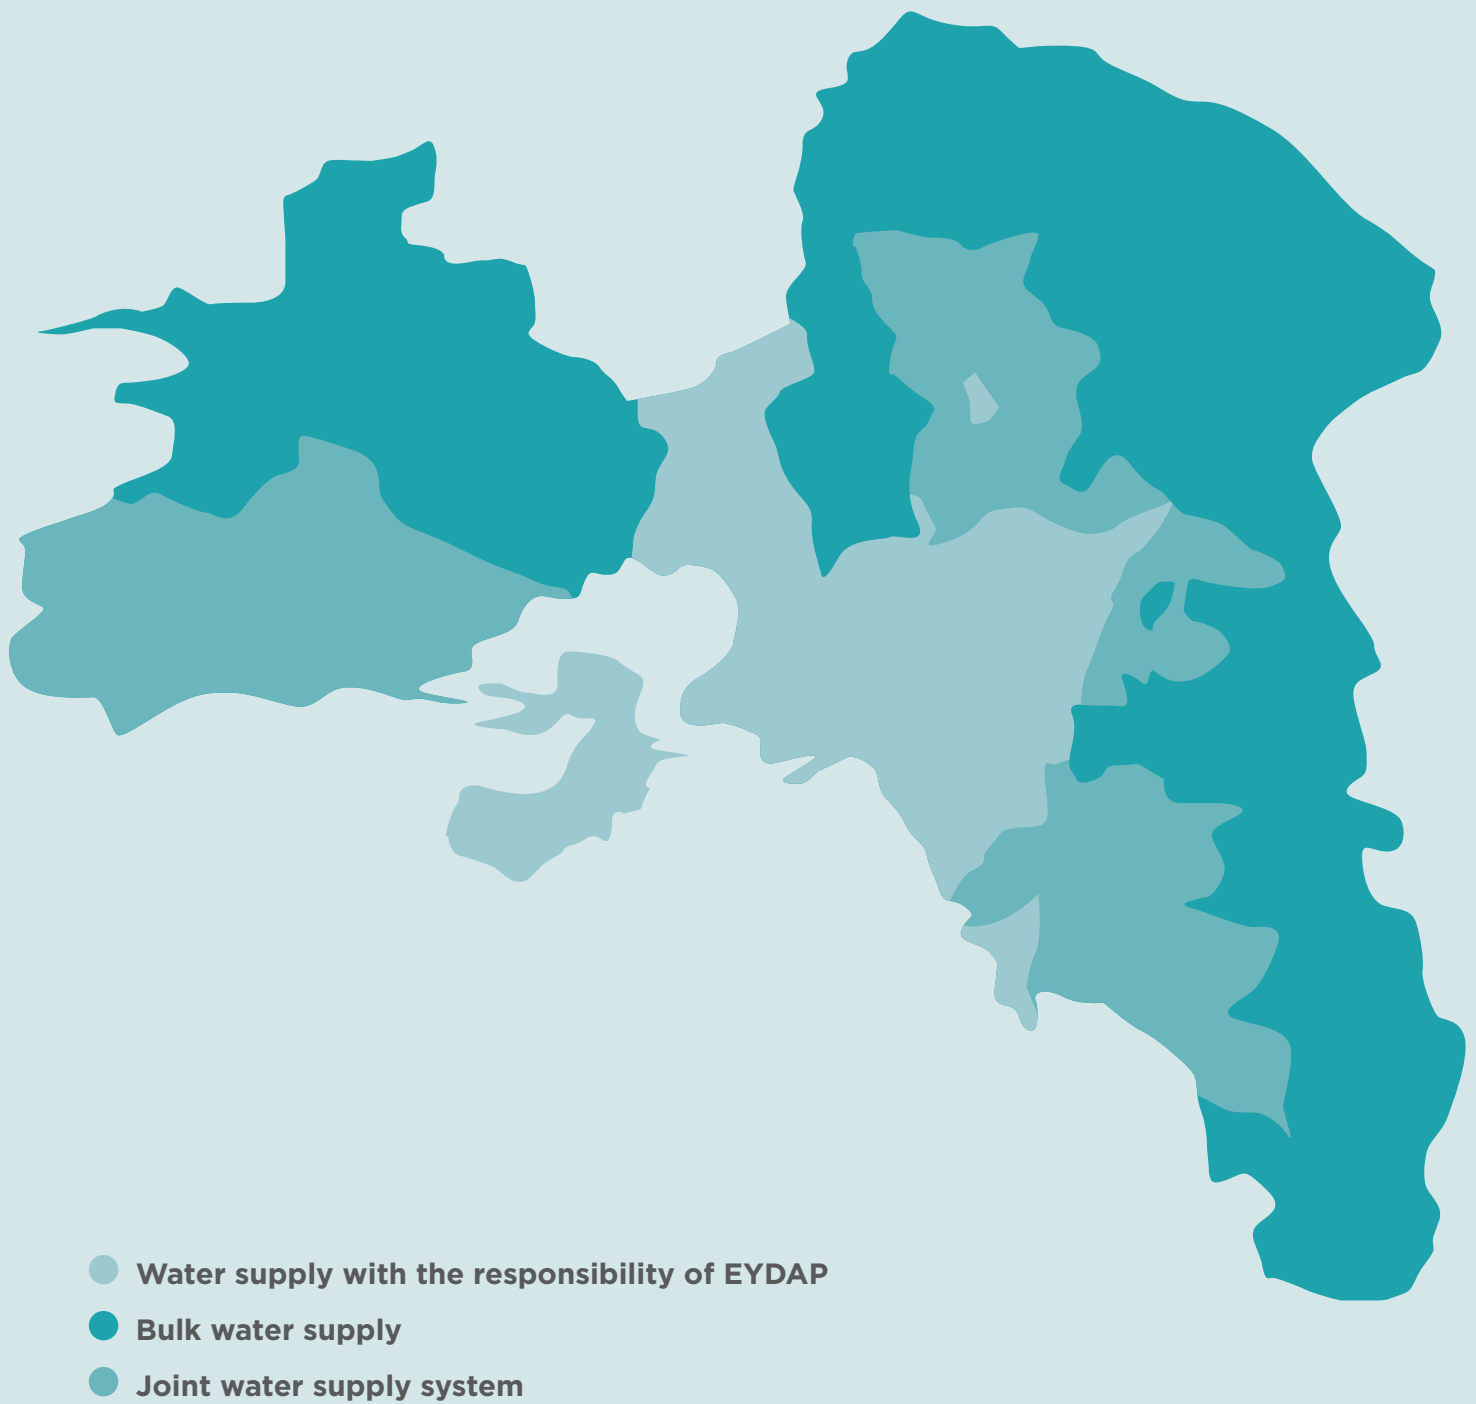 Water supply with the responsibility of EYDAP
Bulk water supply
Joint water supply system